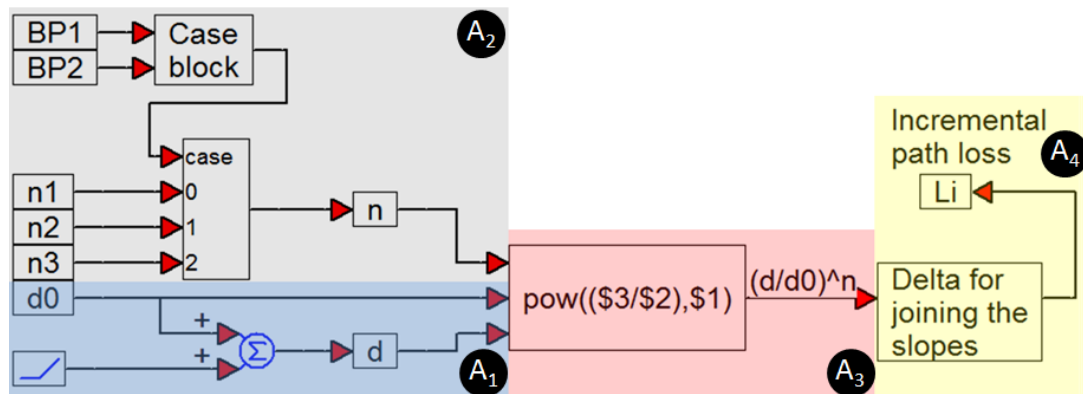 BP1
BP2
Case
block
A2
case
0
1
2
n1
n2
n3
d0
n
+
+
Σ
d
A1
pow(($3/$2),$1)
(d/d0)^n
A3
Incremental
path loss
A4
Li
Delta for
joining the
slopes